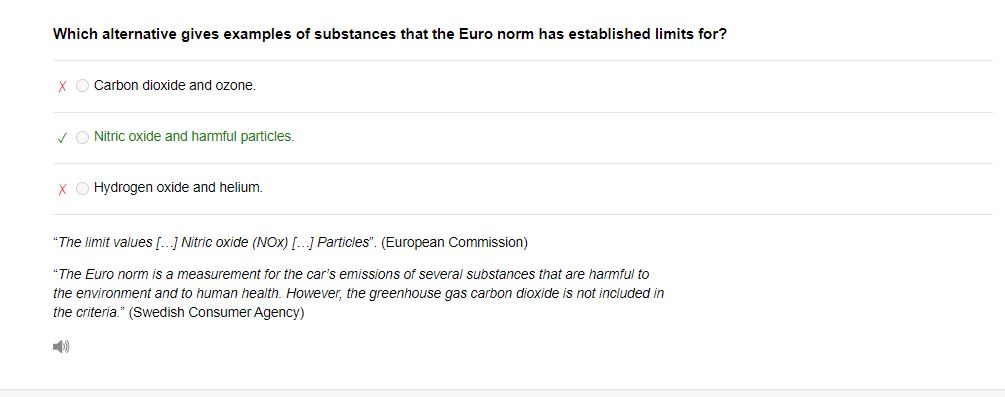 Which alternative gives examples of substances that the Euro norm has established limits for?
X Carbon dioxide and ozone.
✓ Nitric oxide and harmful particles.
X Hydrogen oxide and helium.
“The limit values […] Nitric oxide (NOx) […] Particles”. (European Commission)
“The Euro norm is a measurement for the car’s emissions of several substances that are harmful to
the environment and to human health. However, the greenhouse gas carbon dioxide is not included in
the criteria.” (Swedish Consumer Agency)